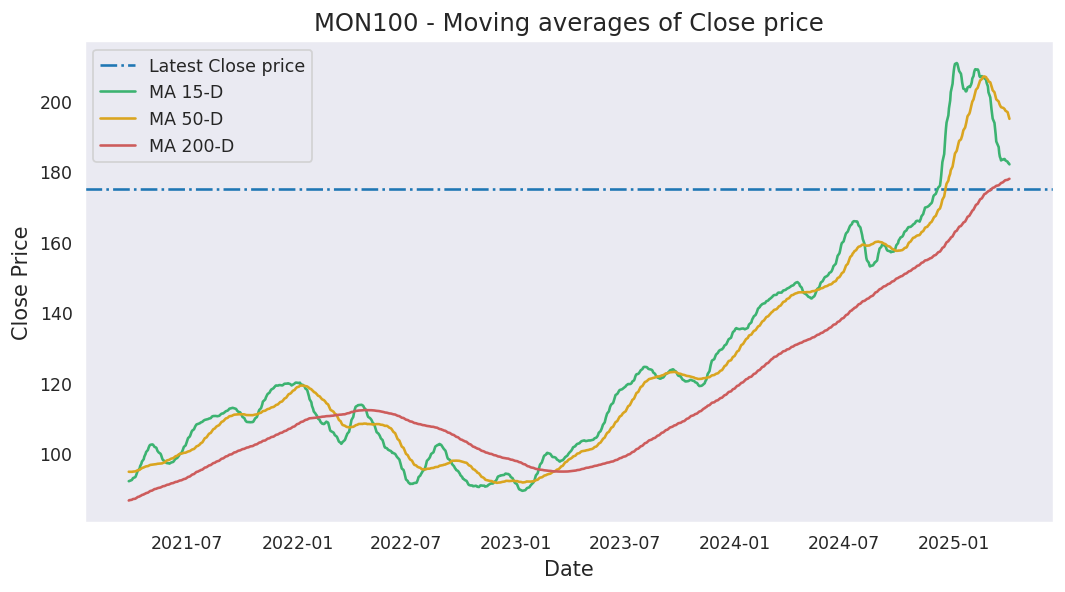 MON100 - Moving averages of Close price
Latest Close price
MA 15-D
MA 50-D
MA 200-D
Close Price
200
180
160
140
120
100
2021-07
2022-01
2022-07
2023-01
2023-07
2024-01
2024-07
2025-01
Date